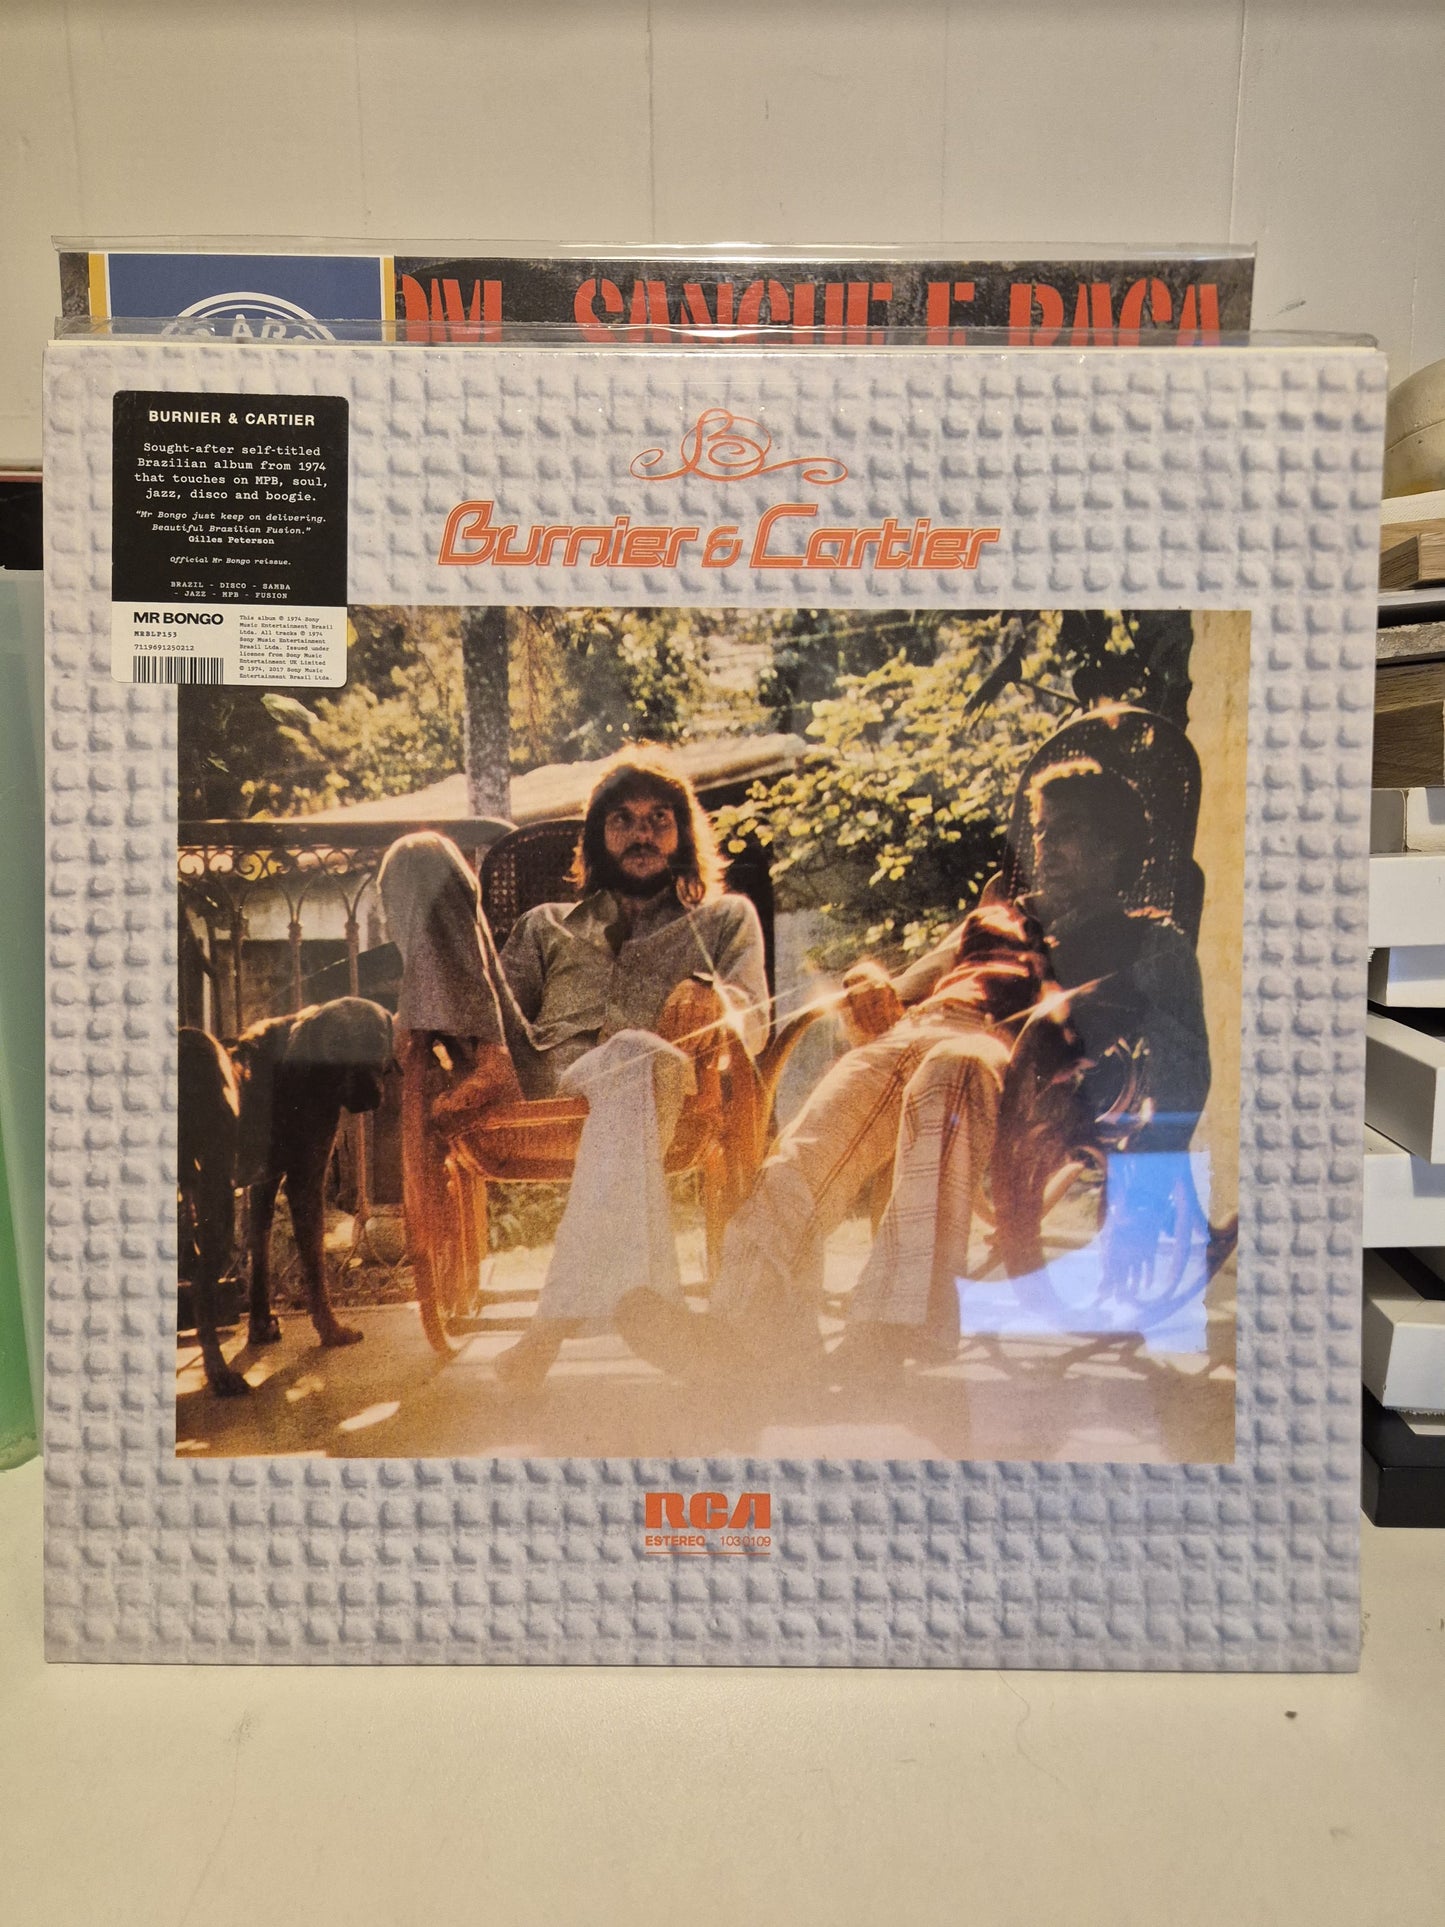 SANGUE E RAÇA
BURNIER & CARTIER
Sought-after self-titled
Brazilian album from 1974
that touches on MPB, soul,
jazz, disco and boogie.
“Mr Bongo just keep on delivering.
Beautiful Brazilian Fusion.”
Gilles Peterson
Official Mr Bongo reissue.
BRAZIL - DISCO - SAMBA
- JAZZ - MPB - FUSION
MR BONGO
MRBLP153
7119691250212
This album ℗ 1974 Sony
Music Entertainment Brasil
Ltda. All tracks ℗ 1974
Sony Music Entertainment
Brasil Ltda. Issued under
licence from Sony Music
Entertainment UK Limited
© 1974, 2017 Sony Music
Entertainment Brasil Ltda.
B
Burnier & Cartier
RCA
ESTEREO 103.0109